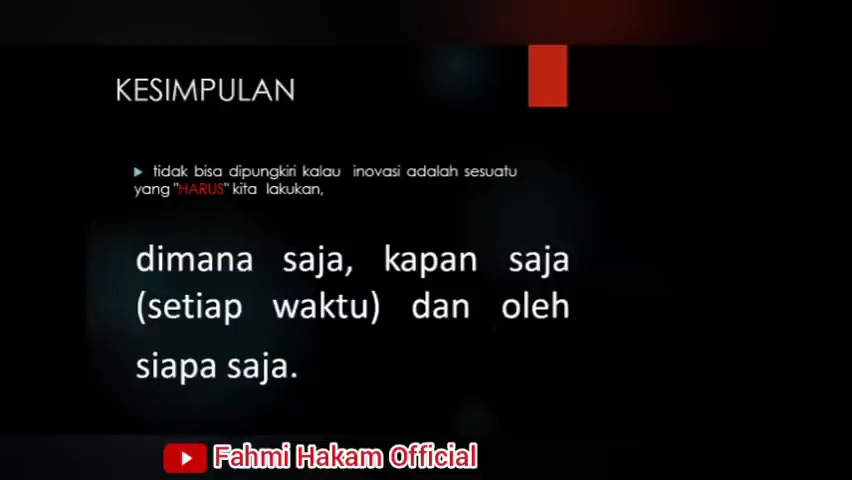 KESIMPULAN
tidak bisa dipungkiri kalau inovasi adalah sesuatu
yang "HARUS" kita lakukan,
dimana saja, kapan saja
(setiap waktu) dan oleh
siapa saja.
Fahmi Hakam Official